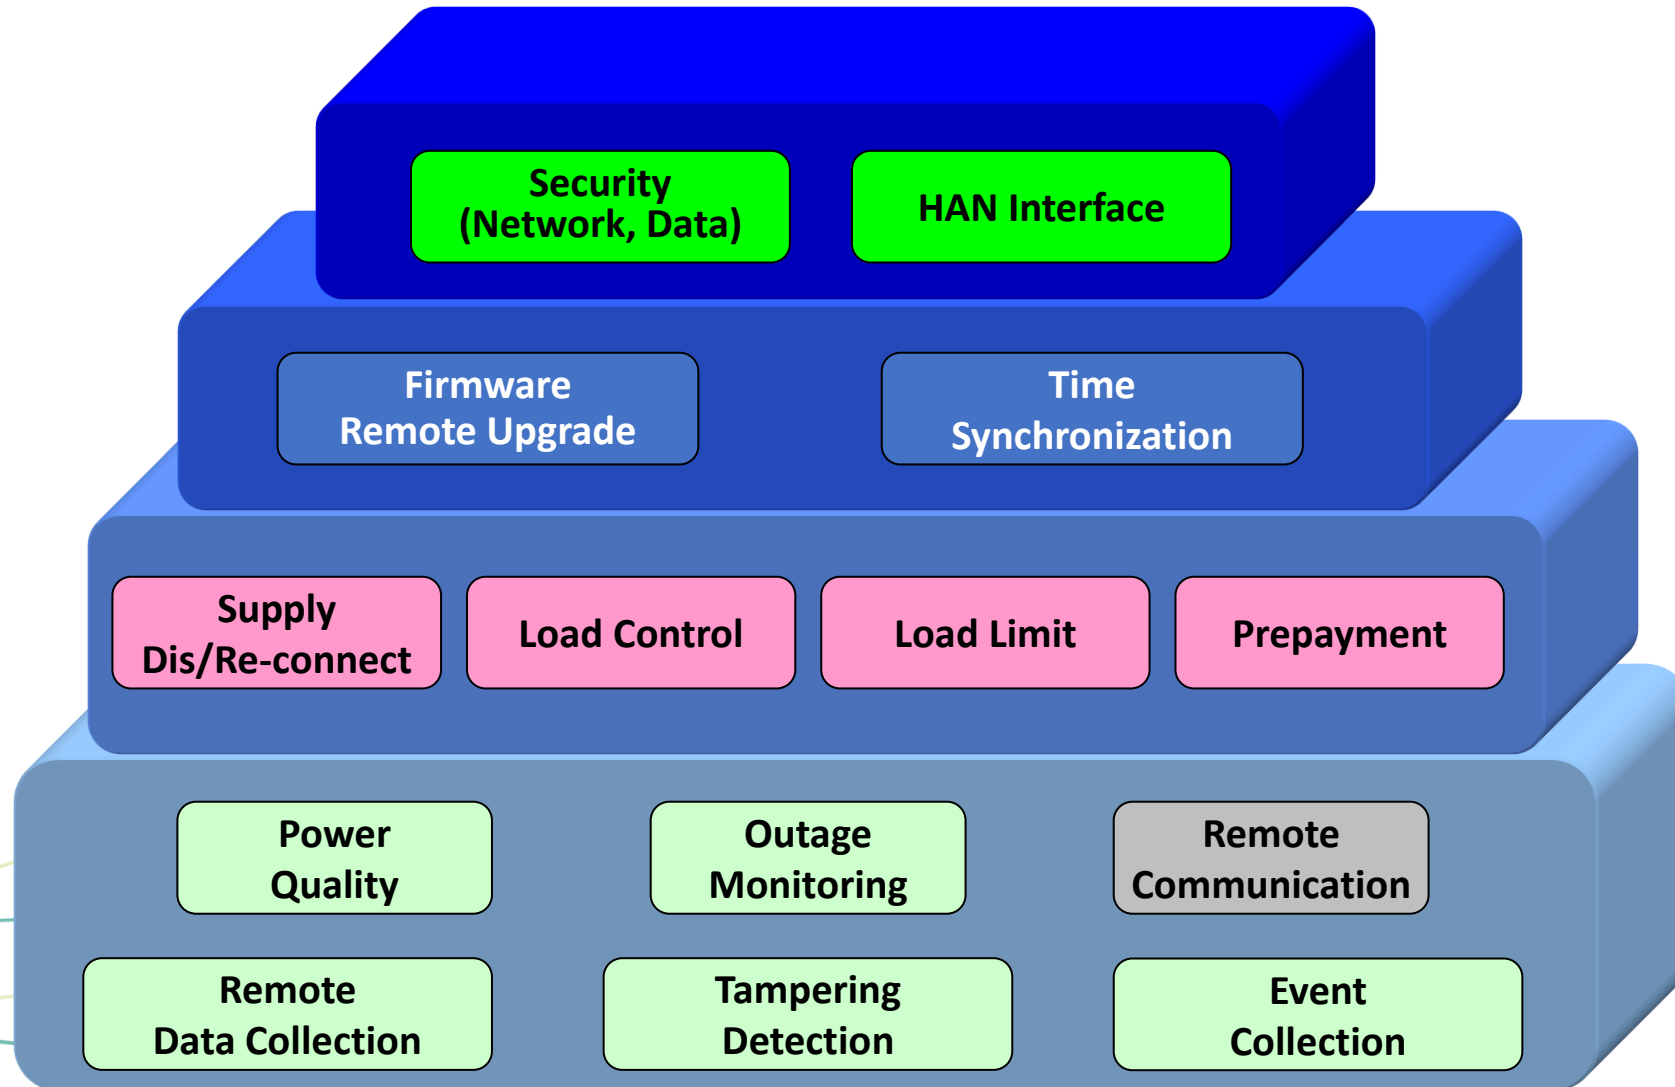 Security
(Network, Data)
HAN Interface
Firmware
Remote Upgrade
Time
Synchronization
Supply
Dis/Re-connect
Load Control
Load Limit
Prepayment
Power
Quality
Outage
Monitoring
Remote
Communication
Remote
Data Collection
Tampering
Detection
Event
Collection